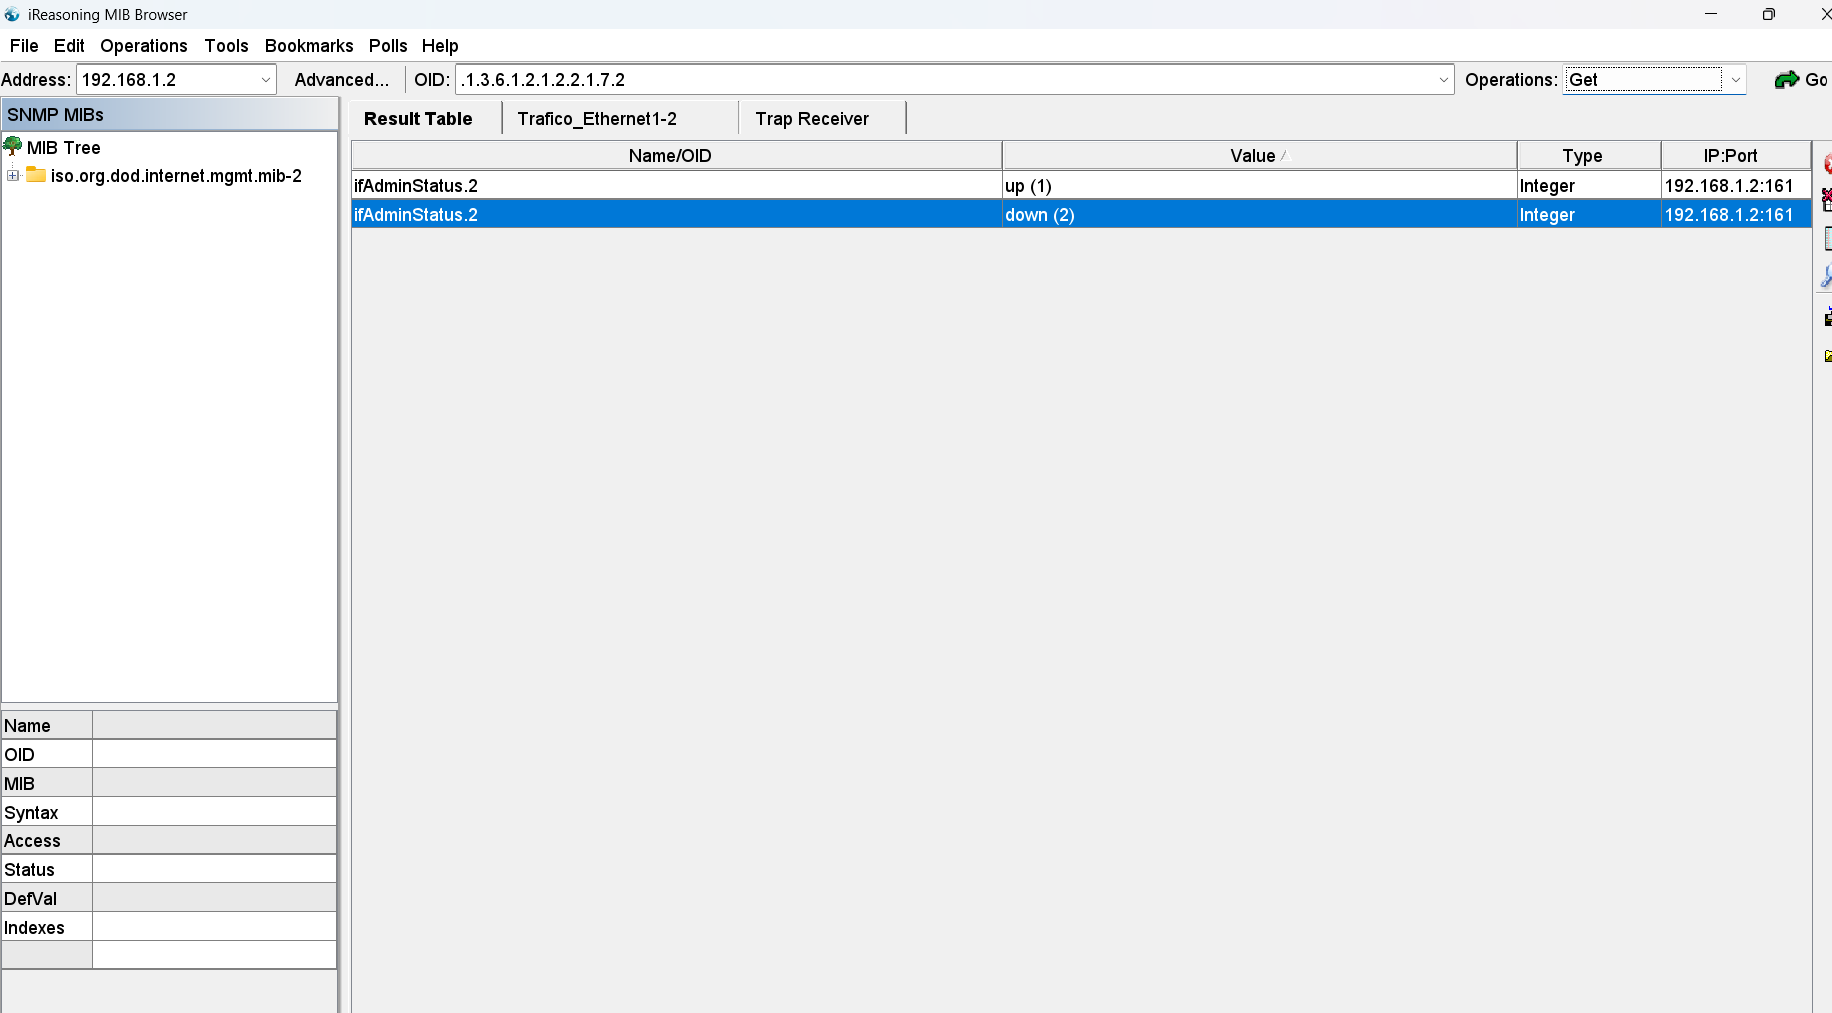 iReasoning MIB Browser
File Edit Operations Tools Bookmarks Polls Help
Address: 192.168.1.2 Advanced... OID: .1.3.6.1.2.1.2.2.1.7.2 Operations: Get Go
SNMP MIBs
MIB Tree
iso.org.dod.internet.mgmt.mib-2
Result Table Trafico_Ethernet1-2 Trap Receiver
Name/OID Value Type IP:Port
ifAdminStatus.2 up (1) Integer 192.168.1.2:161
ifAdminStatus.2 down (2) Integer 192.168.1.2:161
Name
OID
MIB
Syntax
Access
Status
DefVal
Indexes